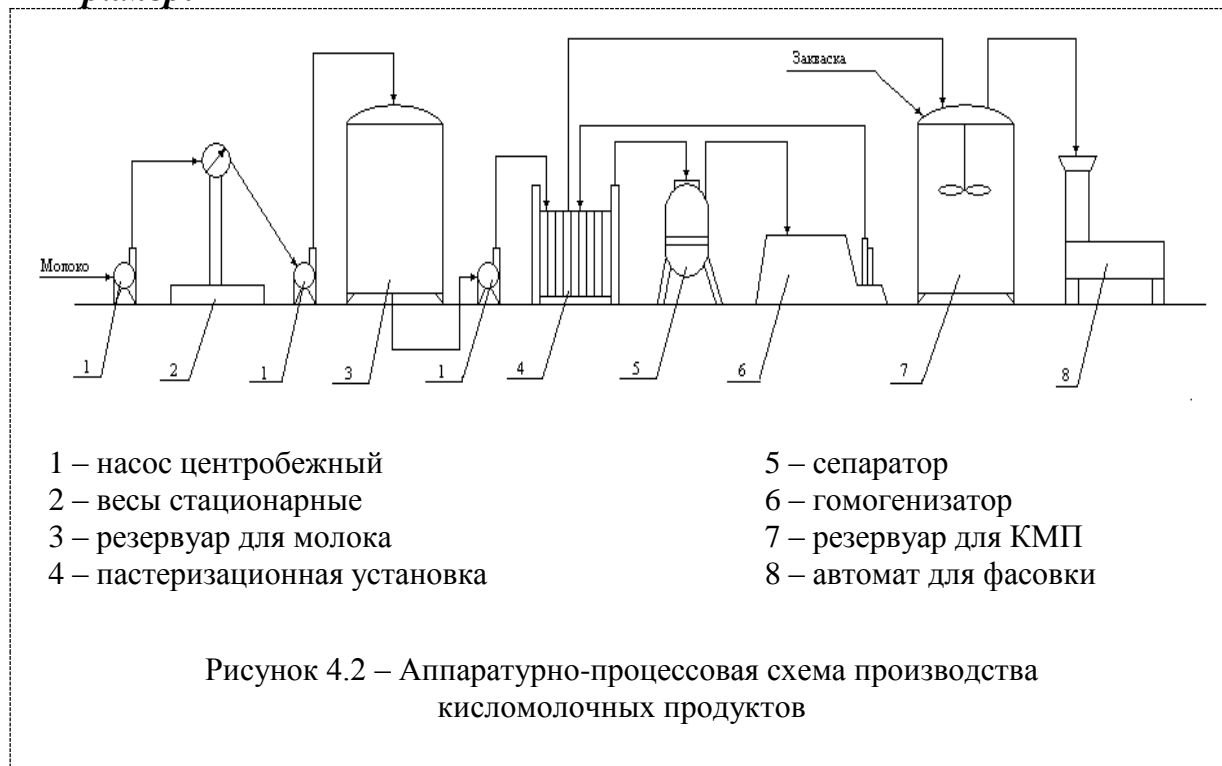 Закваска
Молоко
1
2
1
3
1
4
5
6
7
8
1 – насос центробежный
2 – весы стационарные
3 – резервуар для молока
4 – пастеризационная установка
5 – сепаратор
6 – гомогенизатор
7 – резервуар для КМП
8 – автомат для фасовки
Рисунок 4.2 – Аппаратурно-процессовая схема производства
кисломолочных продуктов